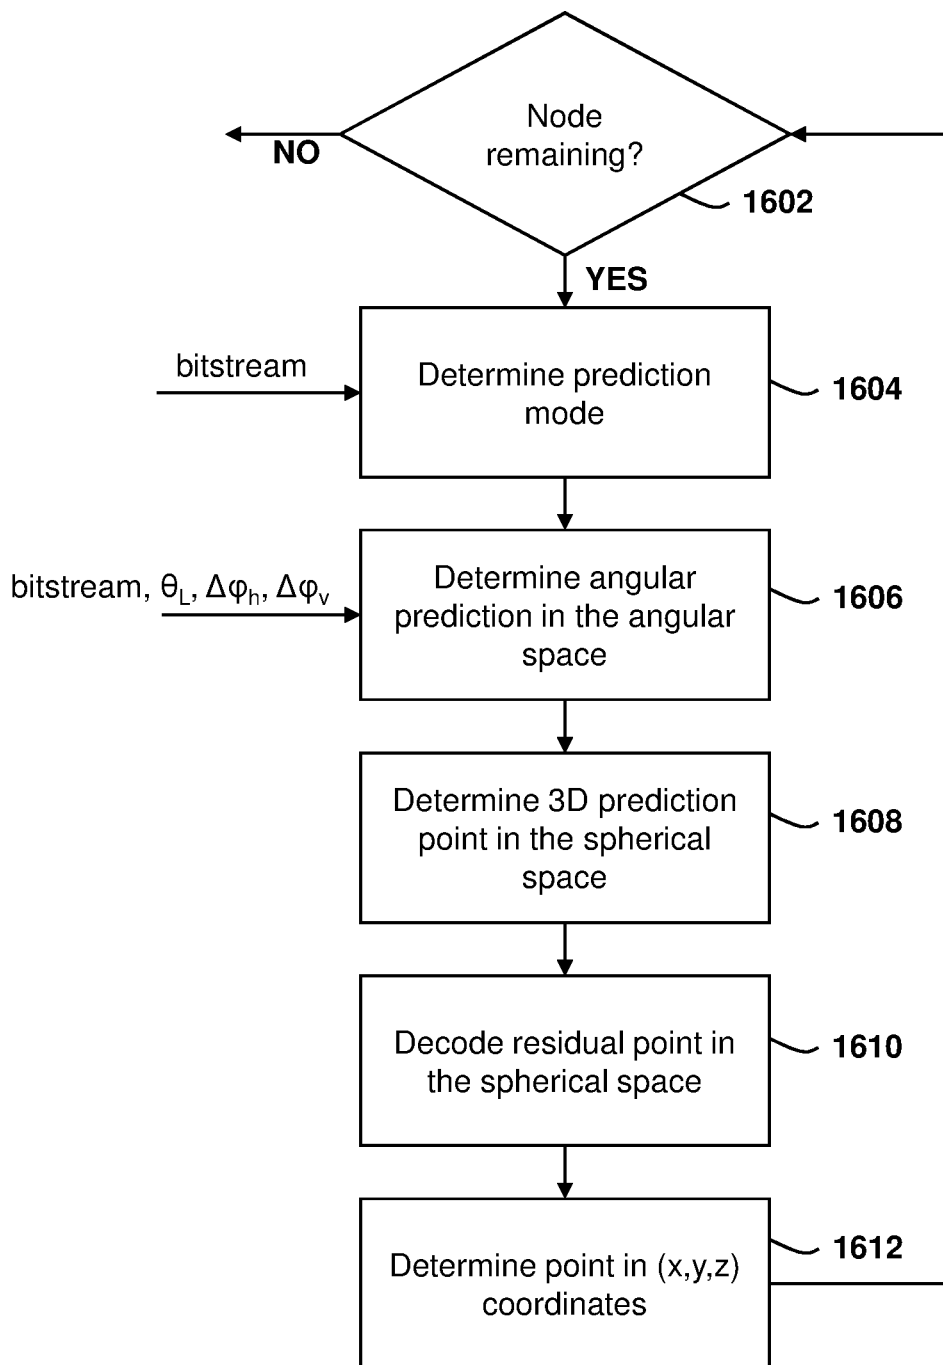 Node
remaining?
NO
1602
YES
bitstream
Determine prediction
mode
1604
bitstream, θL, Δφh, Δφv
Determine angular
prediction in the angular
space
1606
Determine 3D prediction
point in the spherical
space
1608
Decode residual point in
the spherical space
1610
Determine point in (x,y,z)
coordinates
1612